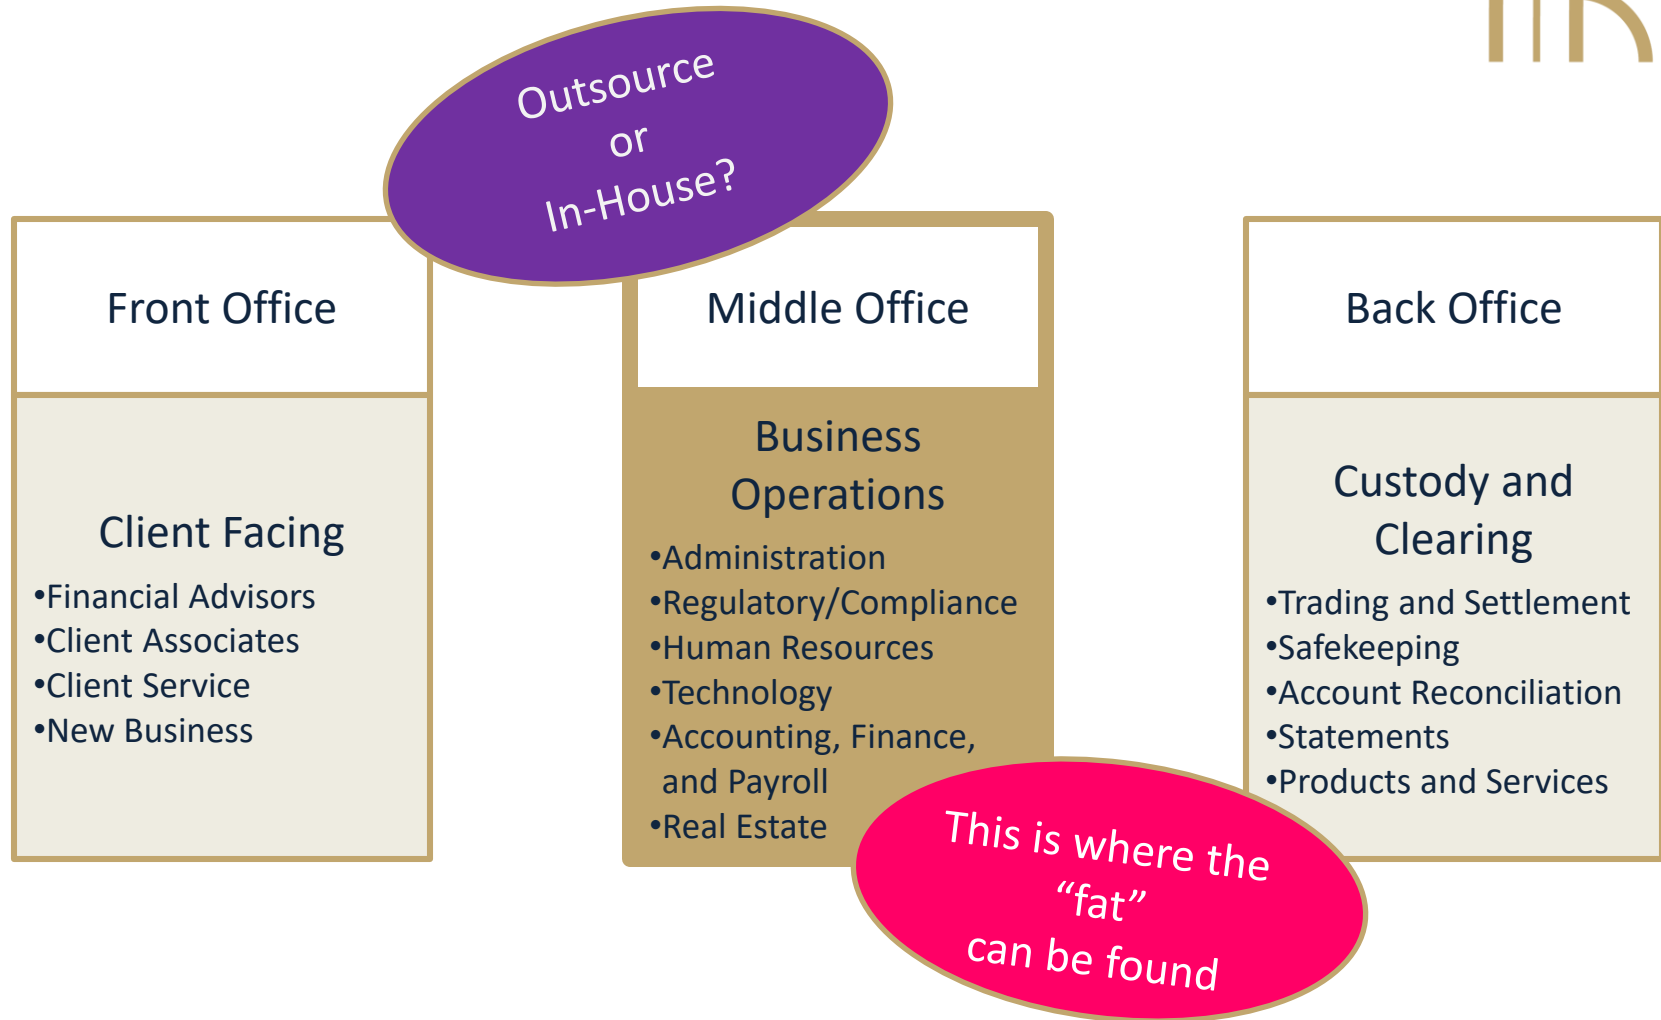 Outsource
or
In-House?
Front Office
Client Facing
•Financial Advisors
•Client Associates
•Client Service
•New Business
Middle Office
Business
Operations
•Administration
•Regulatory/Compliance
•Human Resources
•Technology
•Accounting, Finance,
and Payroll
•Real Estate
This is where the
“fat”
can be found
Back Office
Custody and
Clearing
•Trading and Settlement
•Safekeeping
•Account Reconciliation
•Statements
•Products and Services